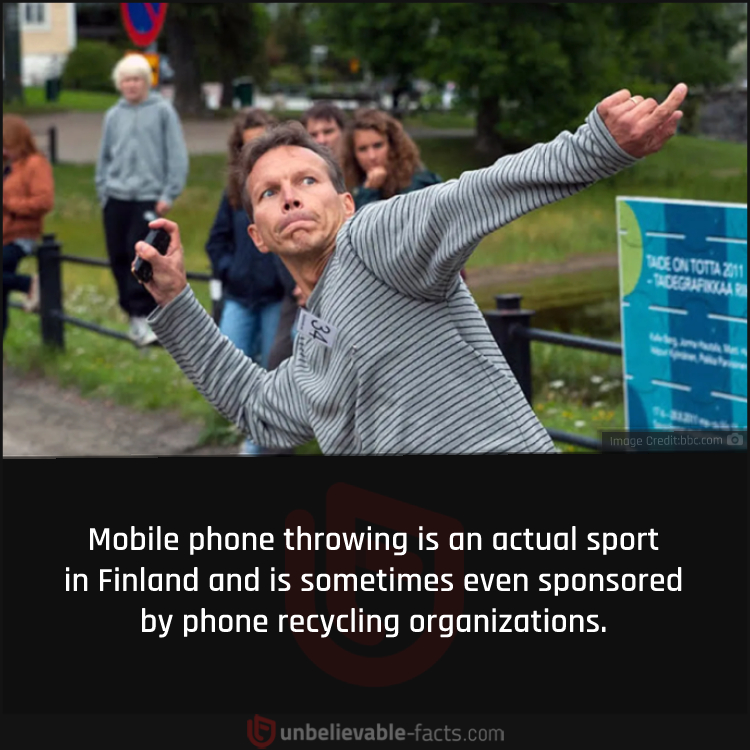 TAIDE ON TOTTA 2011
- TAIDEGRAFIIKKAA
34
Image Credit:bbc.com
Mobile phone throwing is an actual sport
in Finland and is sometimes even sponsored
by phone recycling organizations.
unbelievable-facts.com